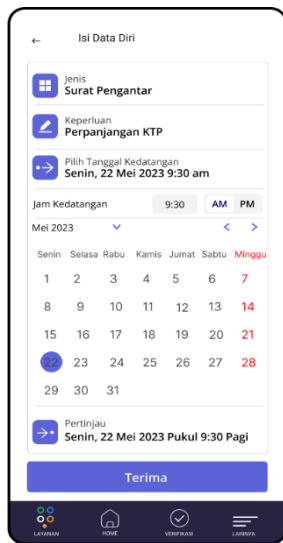 Isi Data Diri
Jenis
Surat Pengantar
Keperluan
Perpanjangan KTP
Pilih Tanggal Kedatangan
Senin, 22 Mei 2023 9:30 am
Jam Kedatangan 9:30 AM PM
Mei 2023
Senin Selasa Rabu Kamis Jumat Sabtu Minggu
1 2 3 4 5 6 7
8 9 10 11 12 13 14
15 16 17 18 19 20 21
22 23 24 25 26 27 28
29 30 31
Pertinjau
Senin, 22 Mei 2023 Pukul 9:30 Pagi
Terima
LAYANAN HOME VERIFIKASI LAINNYA